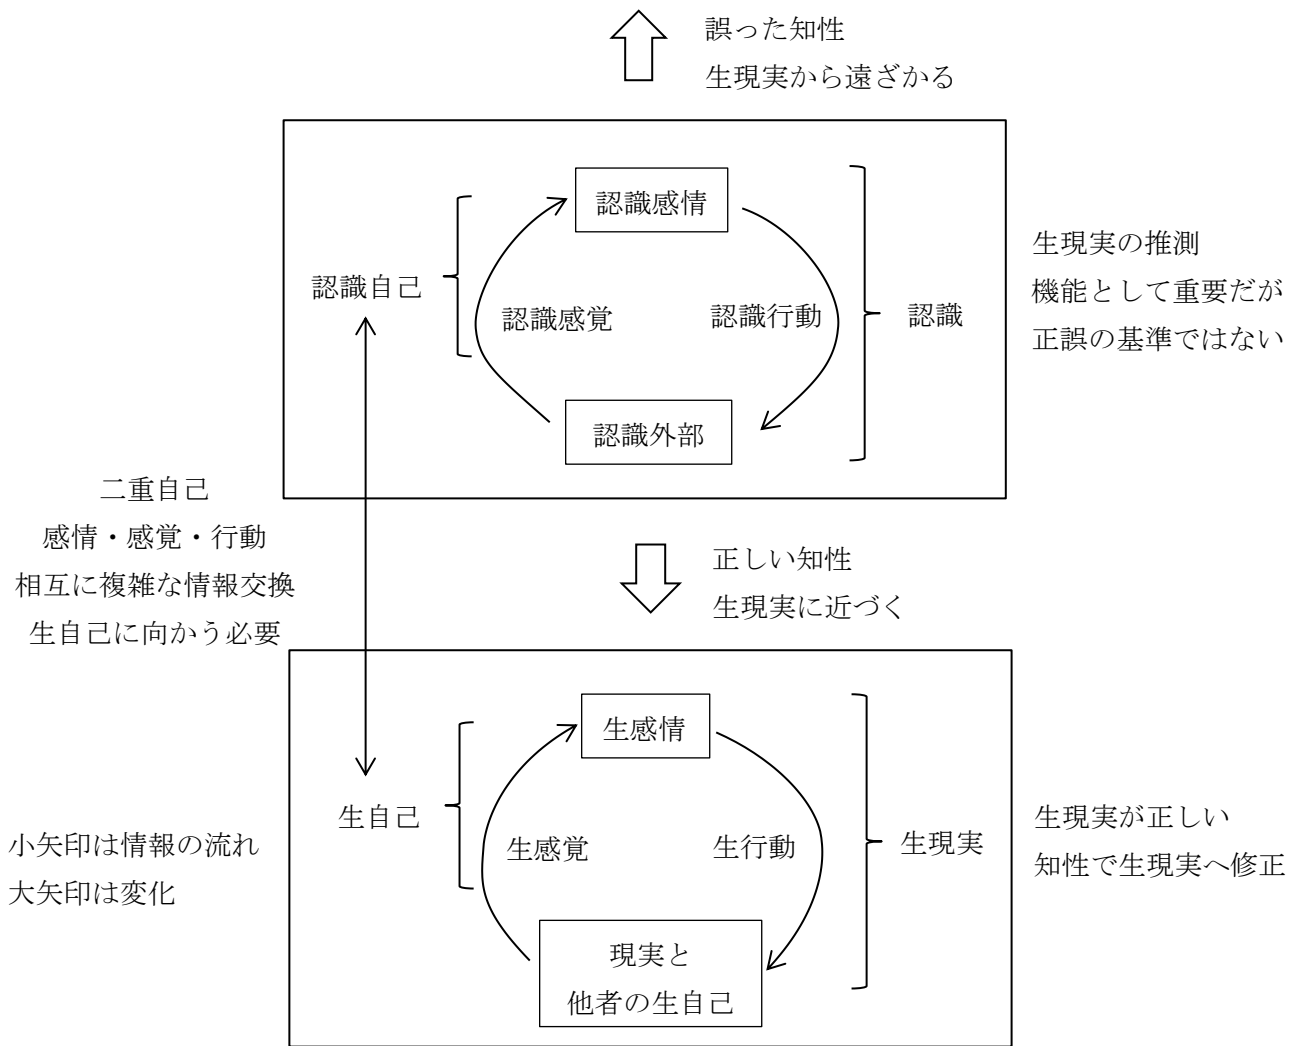 誤った知性
生現実から遠ざかる
認識感情
認識自己
認識感覚
認識行動
認識
認識外部
生現実の推測
機能として重要だが
正誤の基準ではない
二重自己
感情・感覚・行動
相互に複雑な情報交換
生自己に向かう必要
正しい知性
生現実に近づく
生感情
生自己
生感覚
生行動
生現実
現実と
他者の生自己
生現実が正しい
知性で生現実へ修正
小矢印は情報の流れ
大矢印は変化